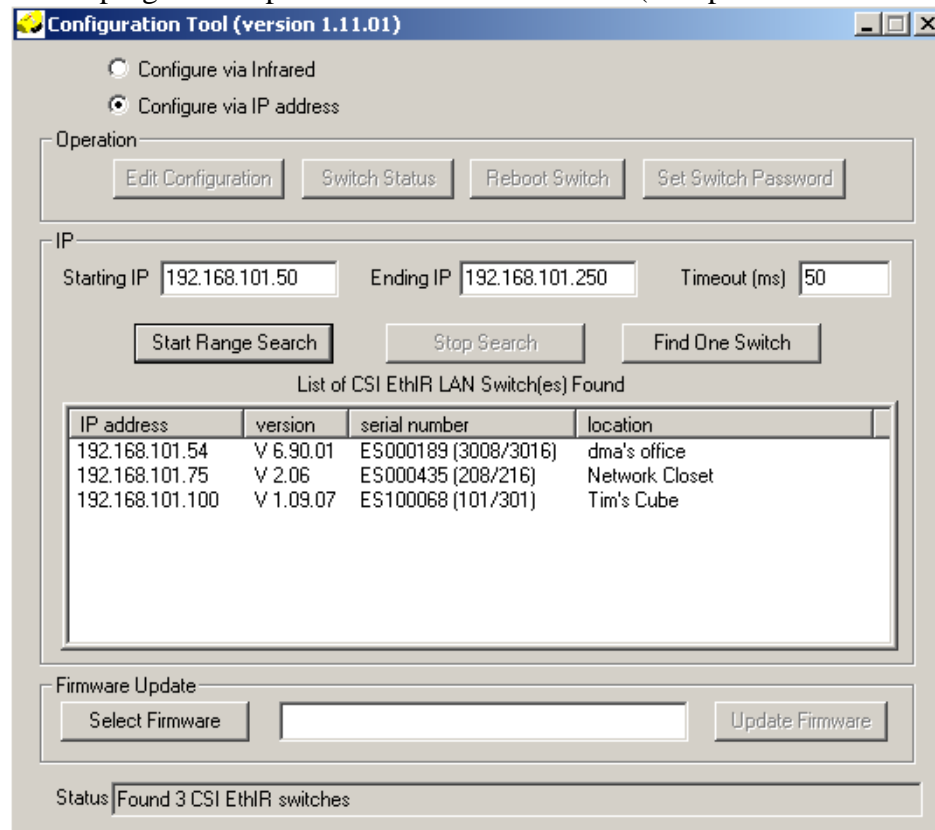 Configuration Tool (version 1.11.01)
Configure via Infrared
Configure via IP address
Operation
Edit Configuration Switch Status Reboot Switch Set Switch Password
IP
Starting IP 192.168.101.50 Ending IP 192.168.101.250 Timeout (ms) 50
Start Range Search Stop Search Find One Switch
List of CSI EthIR LAN Switch(es) Found
IP address version serial number location
192.168.101.54 V 6.90.01 ES000189 (3008/3016) dma's office
192.168.101.75 V 2.06 ES000435 (208/216) Network Closet
192.168.101.100 V 1.09.07 ES100068 (101/301) Tim's Cube
Firmware Update
Select Firmware Update Firmware
Status Found 3 CSI EthIR switches